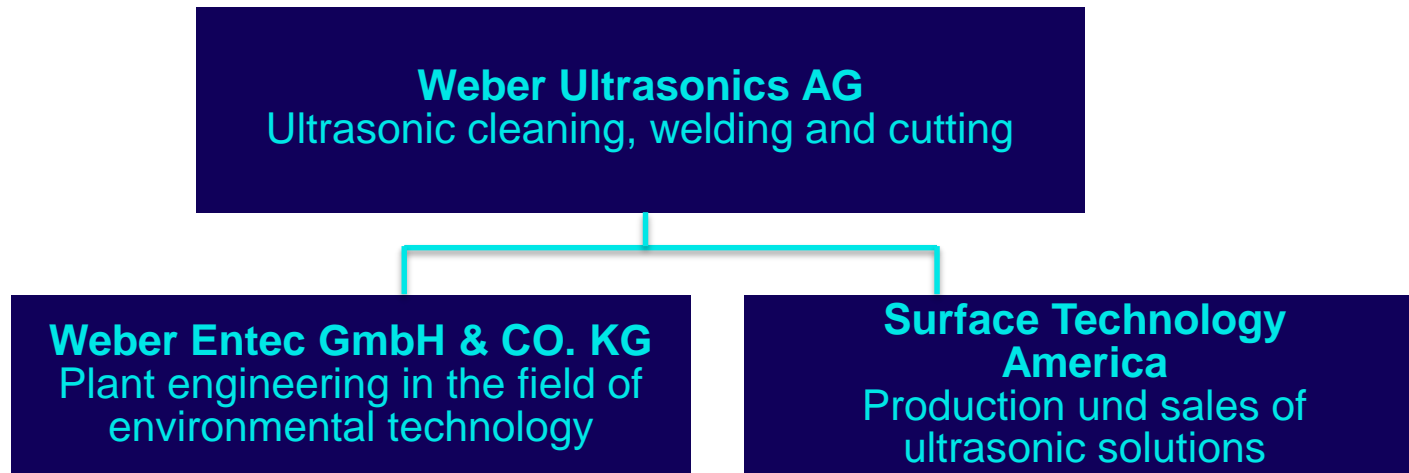 Weber Ultrasonics AG
Ultrasonic cleaning, welding and cutting
Weber Entec GmbH & CO. KG
Plant engineering in the field of
environmental technology
Surface Technology
America
Production und sales of
ultrasonic solutions